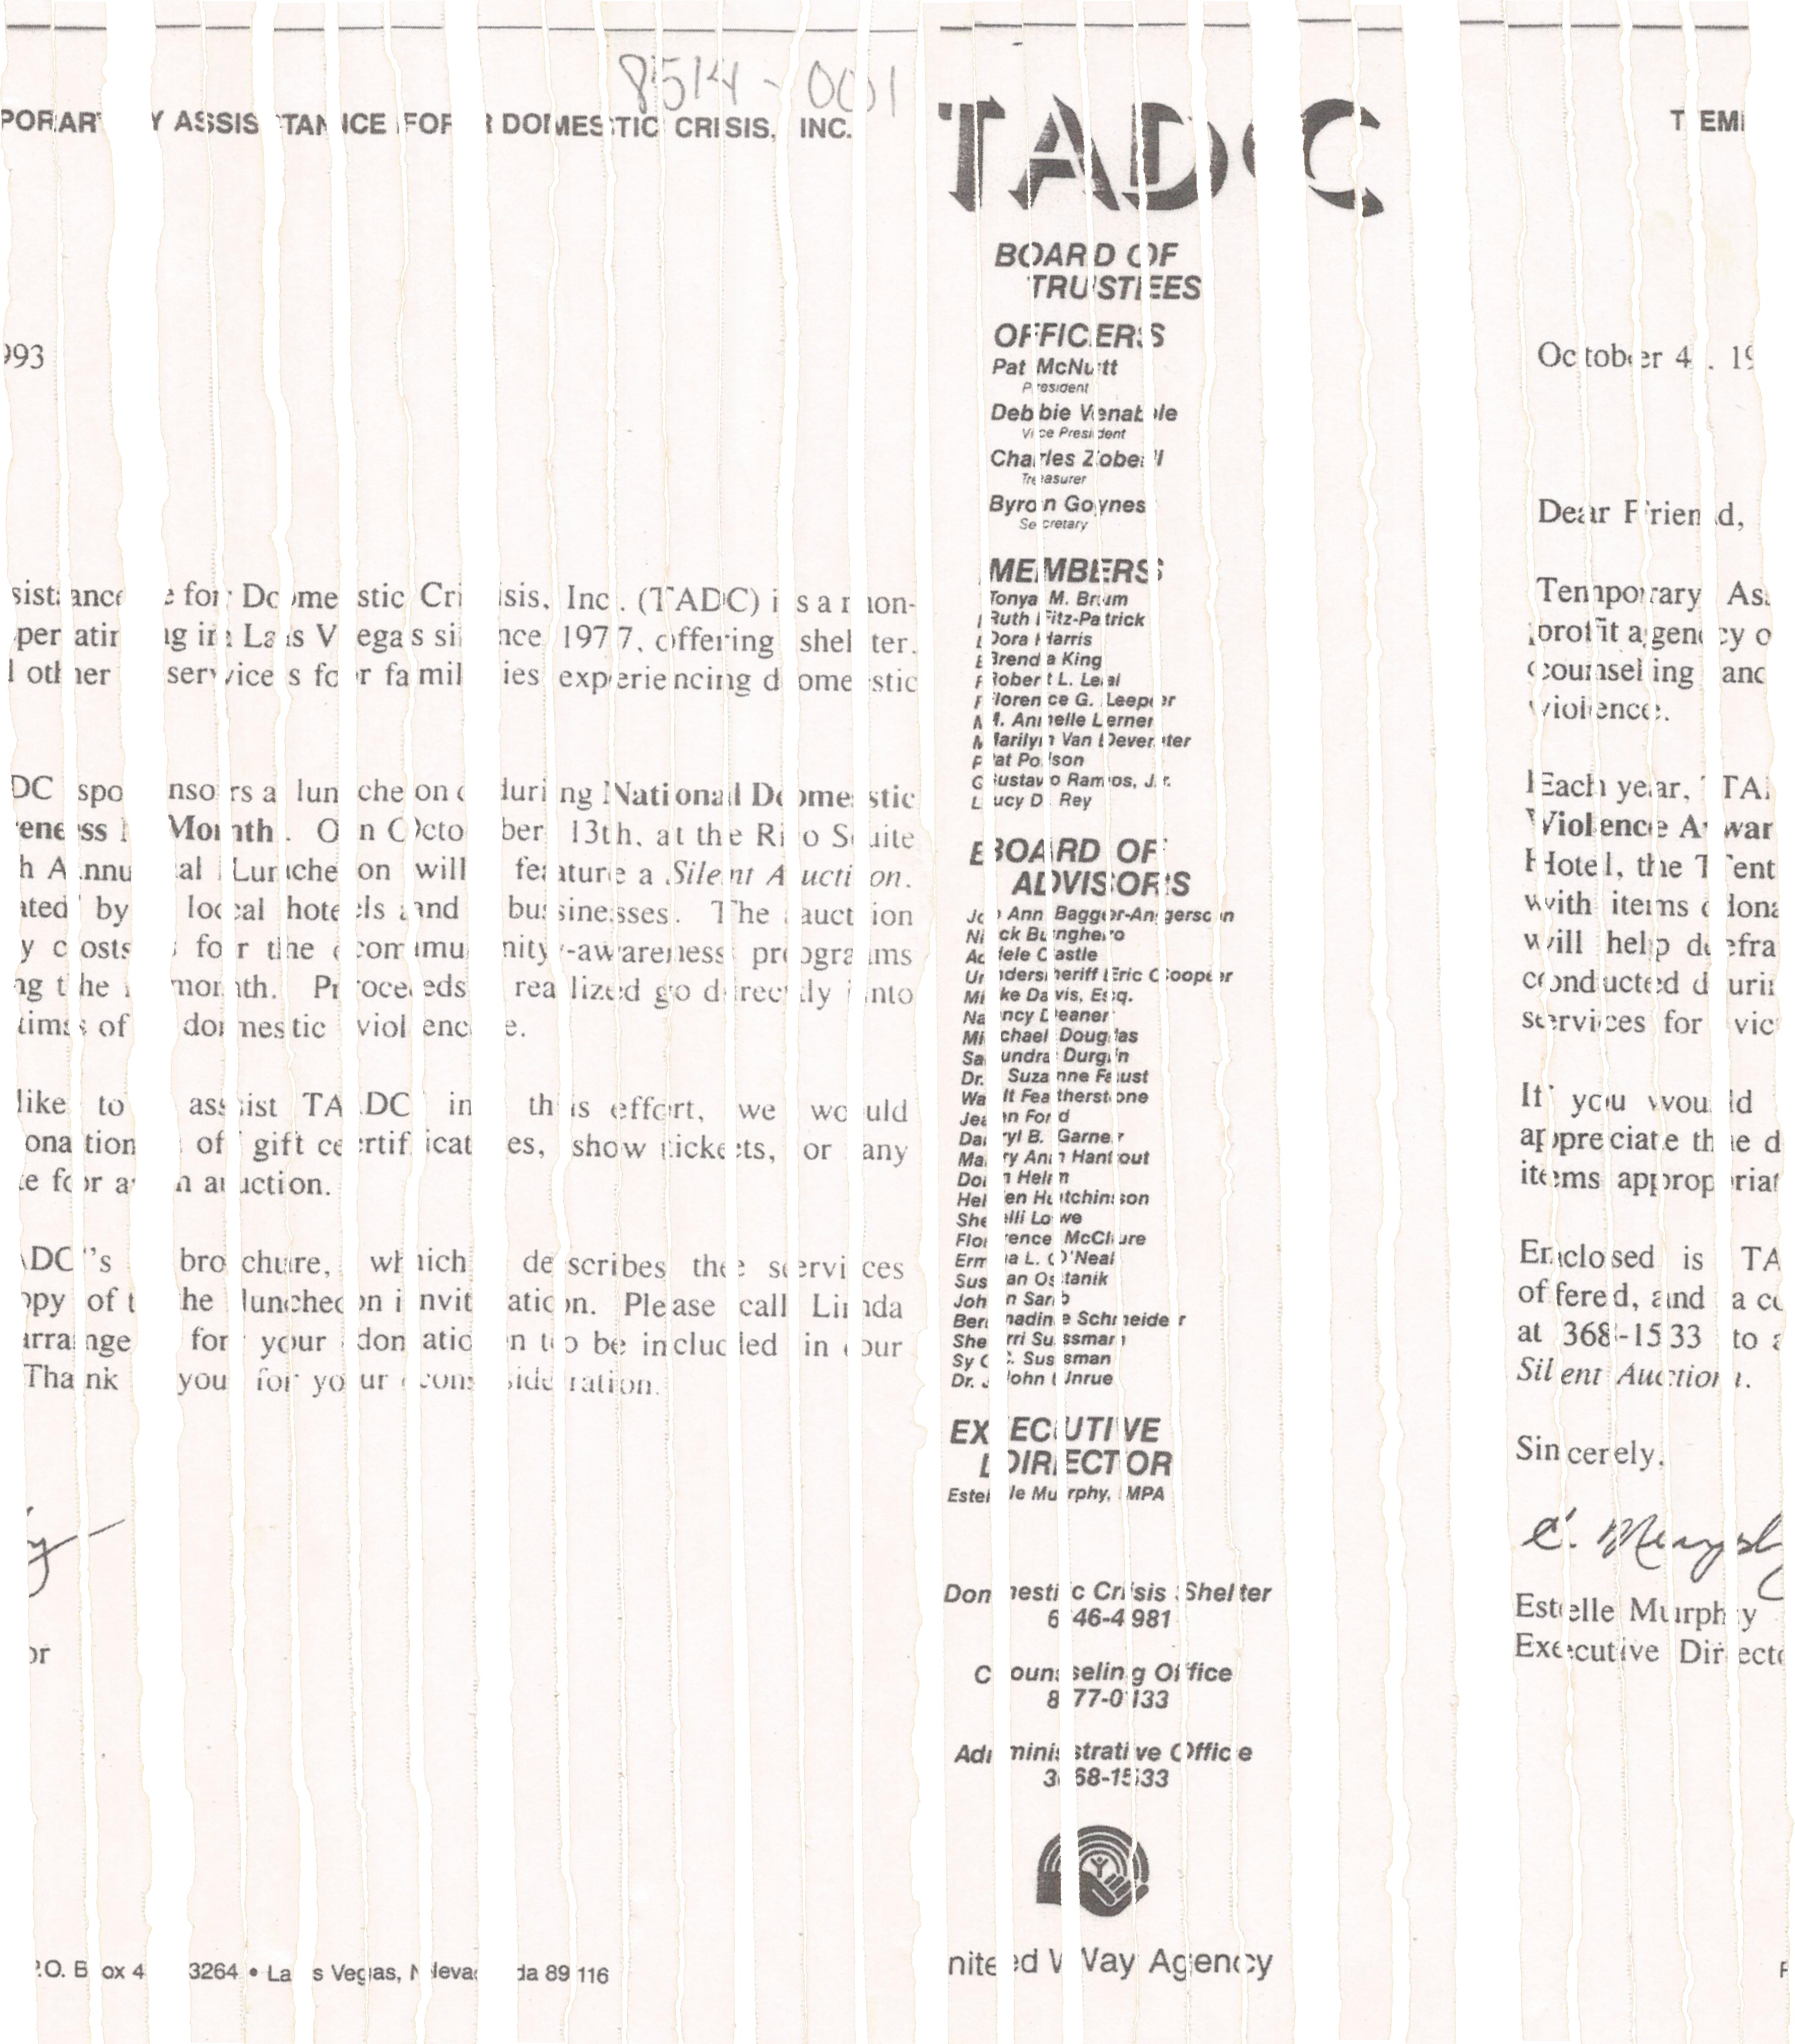 TADC
BOARD OF
TRUSTEES
OFFICERS
Pat McNutt
President
Debbie Venable
Vice President
Charles Zobell
Treasurer
Byron Goynes
Secretary
MEMBERS
Tonya M. Brum
Ruth Fitz-Patrick
Dora Harris
Brenda King
Robert L. Leal
Florence G. Leeper
M. Annelle Lerner
Marilyn Van Deventer
Pat Polson
Gustavo Ramos, Jr.
Lucy D. Rey
BOARD OF
ADVISORS
Jo Ann Bagger-Angerson
Nick Bunghero
Adele Castle
Undersheriff Eric Cooper
Mike Davis, Esq.
Nancy Deaner
Michael Douglas
Saundra Durgin
Dr. Suzanne Faust
Walt Featherstone
Jean Ford
Darryl B. Garner
Mary Ann Hantout
Don Helm
Helen Hutchinson
Shelli Lowe
Florence McClure
Erma L. O'Neal
Susan Ostanik
John Sarb
Bernadine Schneider
Sherri Sussman
Sy C. Sussman
Dr. John Unrue
EXECUTIVE
DIRECTOR
Estelle Murphy, MPA
Domestic Crisis Shelter
646-4981
Counseling Office
877-0133
Administrative Office
368-1533
nited Way Agency
8514-001
TEMPORARY ASSISTANCE FOR DOMESTIC CRISIS, INC.
October 4. 1993
Dear Friend,
Temporary Assistance for Domestic Crisis, Inc. (TADC) is a non-
profit agency operating in Las Vegas since 1977, offering shelter.
counseling and other services for families experiencing domestic
violence.
Each year, TADC sponsors a luncheon during National Domestic
Violence Awareness Month. On October 13th, at the Rio Suite
Hotel, the Tenth Annual Luncheon will feature a Silent Auction.
with items donated by local hotels and businesses. The auction
will help defray costs for the community-awareness programs
conducted during the month. Proceeds realized go directly into
services for victims of domestic violence.
If you would like to assist TADC in this effort, we would
appreciate the donation of gift certificates, show tickets, or any
items appropriate for an auction.
Enclosed is TADC's brochure, which describes the services
offered, and a copy of the luncheon invitation. Please call Linda
at 368-1533 to arrange for your donation to be included in our
Silent Auction. Thank you for your consideration.
Sincerely,
E. Murphy
Estelle Murphy
Executive Director
P.O. Box 43264 • Las Vegas, Nevada 89116